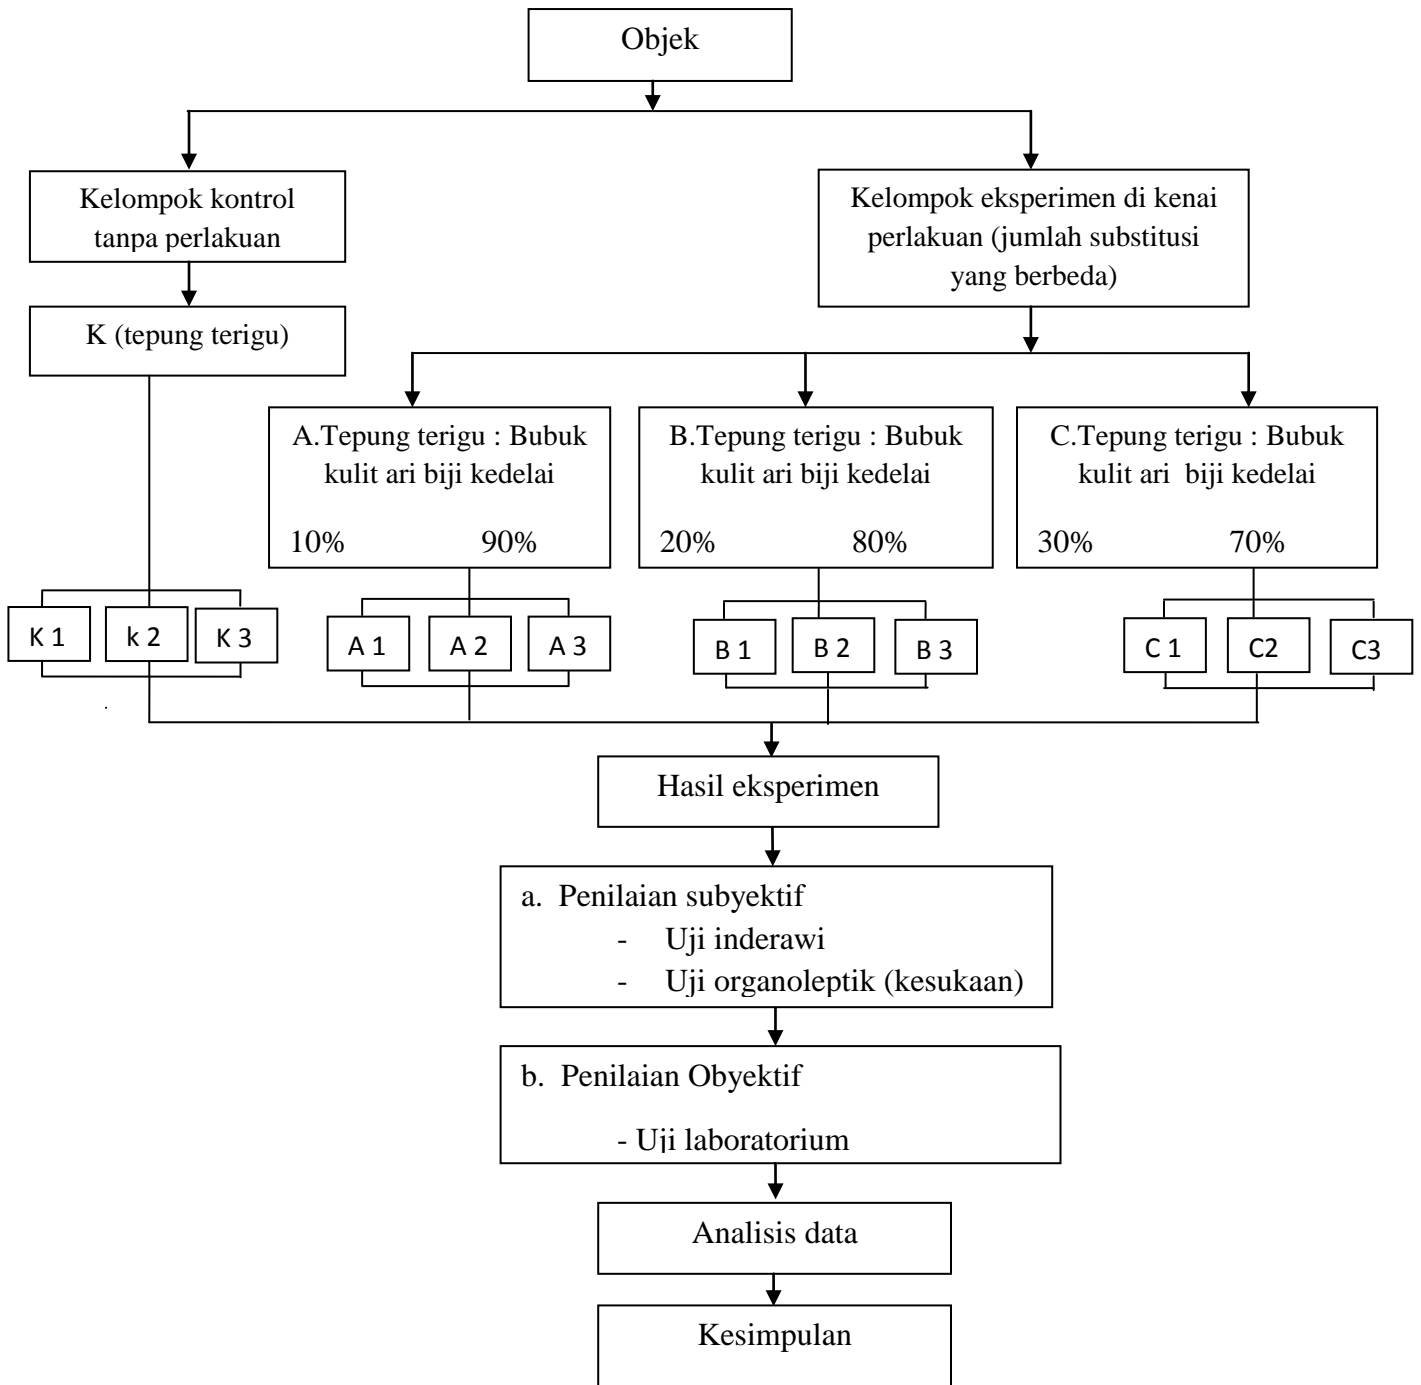 Objek
Kelompok kontrol
tanpa perlakuan
Kelompok eksperimen di kenai
perlakuan (jumlah substitusi
yang berbeda)
K (tepung terigu)
A.Tepung terigu : Bubuk
kulit ari biji kedelai
10% 90%
B.Tepung terigu : Bubuk
kulit ari biji kedelai
20% 80%
C.Tepung terigu : Bubuk
kulit ari biji kedelai
30% 70%
K 1
k 2
K 3
A 1
A 2
A 3
B 1
B 2
B 3
C 1
C2
C3
Hasil eksperimen
a. Penilaian subyektif
- Uji inderawi
- Uji organoleptik (kesukaan)
b. Penilaian Obyektif
- Uji laboratorium
Analisis data
Kesimpulan